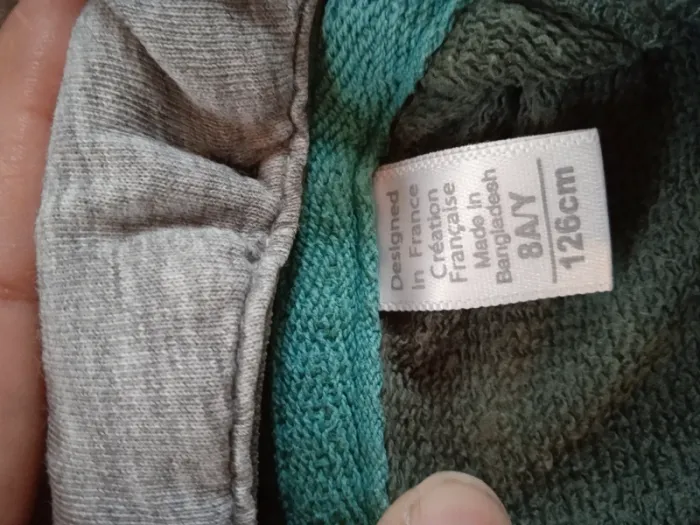 Designed
in France
Création
Française
Made in
Bangladesh
8A/Y
126cm